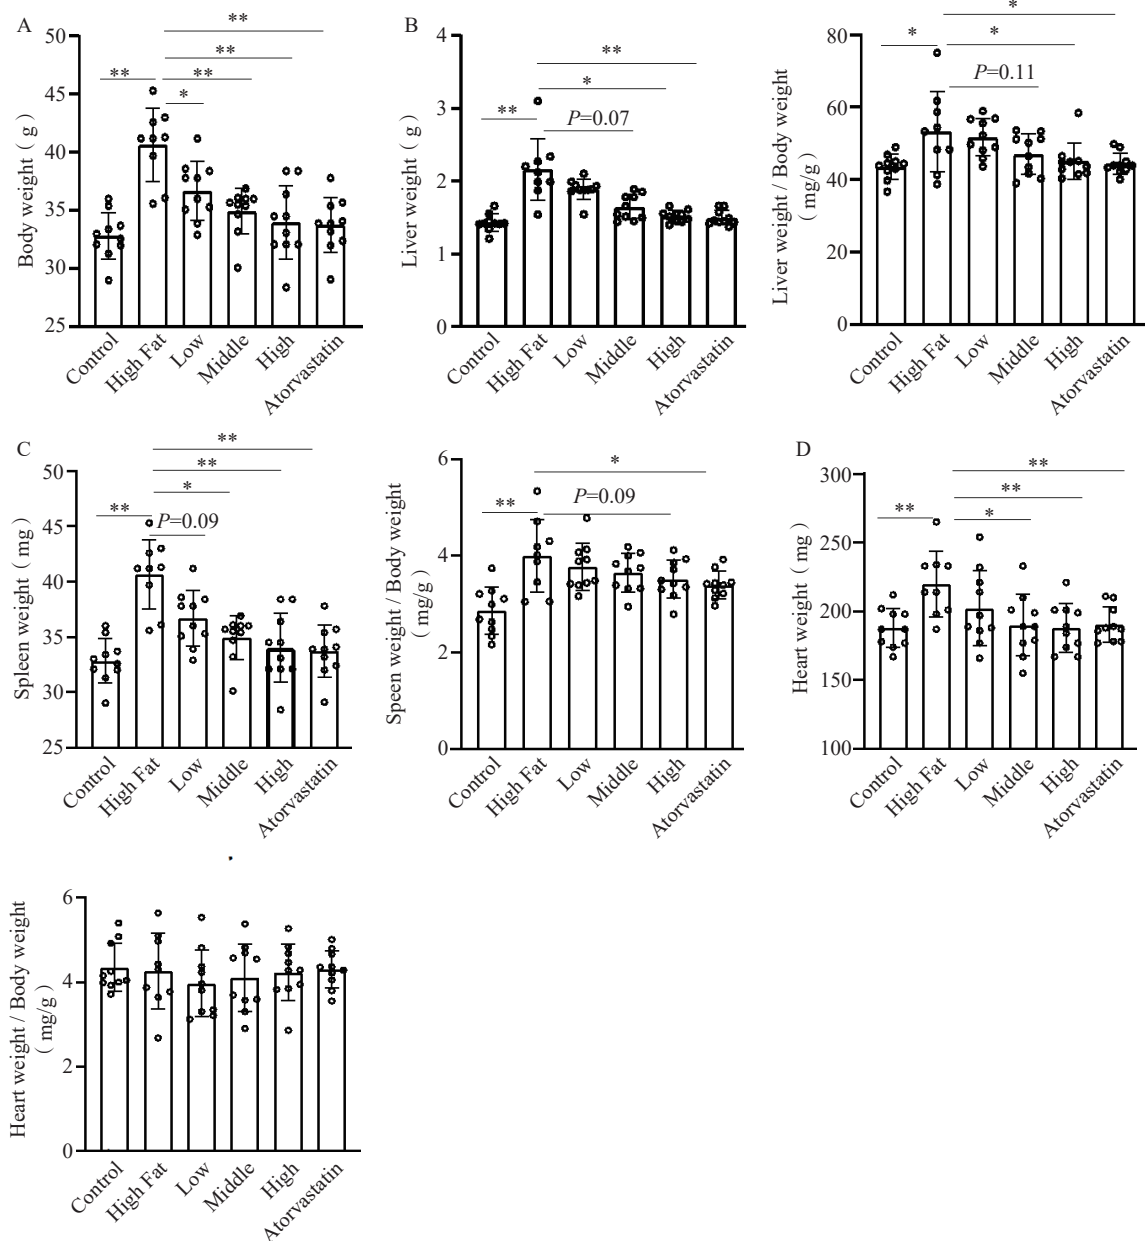 A
Body weight ( g )
50
45
40
35
30
25
**
**
**
**
*
Control
High Fat
Low
Middle
High
Atorvastatin
B
Liver weight ( g )
4
3
2
1
0
**
*
**
P=0.07
Control
High Fat
Low
Middle
High
Atorvastatin
Liver weight / Body weight
( mg/g )
80
60
40
20
0
*
*
*
P=0.11
Control
High Fat
Low
Middle
High
Atorvastatin
C
Spleen weight ( mg )
50
45
40
35
30
25
**
**
*
**
P=0.09
Control
High Fat
Low
Middle
High
Atorvastatin
Speen weight / Body weight
( mg/g )
6
4
2
0
*
**
P=0.09
Control
High Fat
Low
Middle
High
Atorvastatin
D
Heart weight ( mg )
300
250
200
150
100
**
**
**
*
Control
High Fat
Low
Middle
High
Atorvastatin
Heart weight / Body weight
( mg/g )
6
4
2
0
Control
High Fat
Low
Middle
High
Atorvastatin